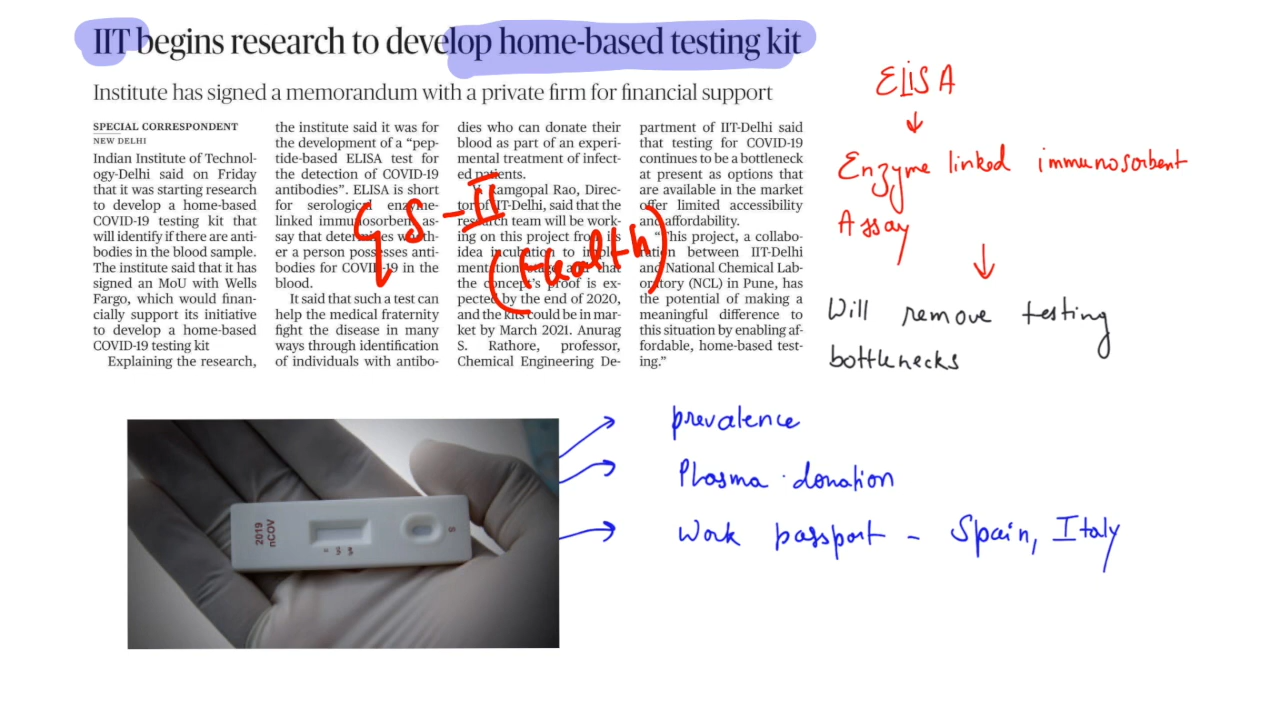 IIT begins research to develop home-based testing kit
Institute has signed a memorandum with a private firm for financial support
SPECIAL CORRESPONDENT
NEW DELHI
Indian Institute of Technol-
ogy-Delhi said on Friday
that it was starting research
to develop a home-based
COVID-19 testing kit that
will identify if there are anti-
bodies in the blood sample.
The institute said that it has
signed an MoU with Wells
Fargo, which would finan-
cially support its initiative
to develop a home-based
COVID-19 testing kit
Explaining the research,
the institute said it was for
the development of a “pep-
tide-based ELISA test for
the detection of COVID-19
antibodies”. ELISA is short
for serological enzyme-
linked immunosorbent as-
say that determines wheth-
er a person possesses anti-
bodies for COVID-19 in the
blood.
It said that such a test can
help the medical fraternity
fight the disease in many
ways through identification
of individuals with antibo-
dies who can donate their
blood as part of an experi-
mental treatment of infect-
ed patients.
Ramgopal Rao, Direc-
tor of IIT-Delhi, said that the
research team will be work-
ing on this project from its
idea incubation to imple-
mentation stage and that
the concept’s proof is ex-
pected by the end of 2020,
and the kits could be in mar-
ket by March 2021. Anurag
S. Rathore, professor,
Chemical Engineering De-
partment of IIT-Delhi said
that testing for COVID-19
continues to be a bottleneck
at present as options that
are available in the market
offer limited accessibility
and affordability.
“This project, a collabo-
ration between IIT-Delhi
and National Chemical Lab-
oratory (NCL) in Pune, has
the potential of making a
meaningful difference to
this situation by enabling af-
fordable, home-based test-
ing.”
GS-II
(Health)
ELISA
Enzyme linked immunosorbent
Assay
Will remove testing
bottlenecks
prevalence
Plasma donation
Work passport - Spain, Italy
2019
nCOV
S